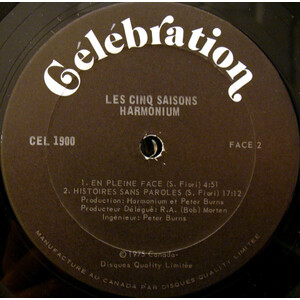 Célébration
LES CINQ SAISONS
HARMONIUM
CEL 1900
FACE 2
1. EN PLEINE FACE (S. Fiori) 4:51
2. HISTOIRES SANS PAROLES (S. Fiori) 17:12
Production: Harmonium et Peter Burns
Producteur Délégué: R.A. (Bob) Morten
Ingénieur: Peter Burns
©1975 Canada-
Disques Quality Limitée
MANUFACTURE AU CANADA PAR DISQUES QUALITY, LIMITÉE